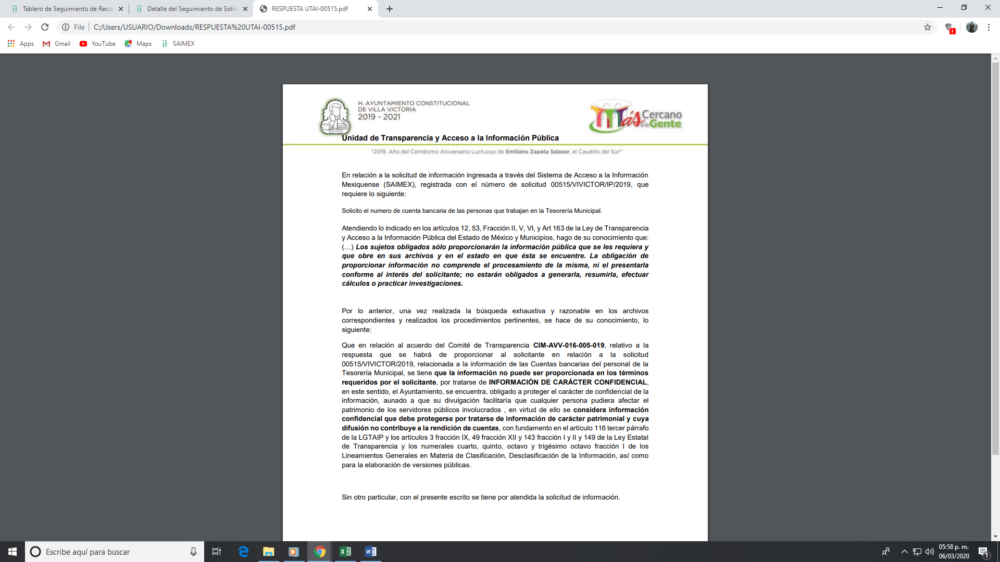 Tablero de Seguimiento de Recur
Detalle del Seguimiento de Solici
RESPUESTA UTAI-00515.pdf
File
C:/Users/USUARIO/Downloads/RESPUESTA%20UTAI-00515.pdf
Apps
Gmail
YouTube
Maps
SAIMEX
H. AYUNTAMIENTO CONSTITUCIONAL
DE VILLA VICTORIA
2019 - 2021
Más Cercano
a la Gente
Unidad de Transparencia y Acceso a la Información Pública
"2019. Año del Centésimo Aniversario Luctuoso de Emiliano Zapata Salazar, el Caudillo del Sur"
En relación a la solicitud de información ingresada a través del Sistema de Acceso a la Información
Mexiquense (SAIMEX), registrada con el número de solicitud 00515/VIVICTOR/IP/2019, que
requiere lo siguiente:
Solicito el numero de cuenta bancaria de las personas que trabajan en la Tesorería Municipal.
Atendiendo lo indicado en los artículos 12, 53, Fracción II, V, VI, y Art 163 de la Ley de Transparencia
y Acceso a la Información Pública del Estado de México y Municipios, hago de su conocimiento que:
(…) Los sujetos obligados sólo proporcionarán la información pública que se les requiera y
que obre en sus archivos y en el estado en que ésta se encuentre. La obligación de
proporcionar información no comprende el procesamiento de la misma, ni el presentarla
conforme al interés del solicitante; no estarán obligados a generarla, resumirla, efectuar
cálculos o practicar investigaciones.
Por lo anterior, una vez realizada la búsqueda exhaustiva y razonable en los archivos
correspondientes y realizados los procedimientos pertinentes, se hace de su conocimiento, lo
siguiente:
Que en relación al acuerdo del Comité de Transparencia CIM-AVV-016-005-019, relativo a la
respuesta que se habrá de proporcionar al solicitante en relación a la solicitud
00515/VIVICTOR/2019, relacionada a la información de las Cuentas bancarias del personal de la
Tesorería Municipal, se tiene que la información no puede ser proporcionada en los términos
requeridos por el solicitante, por tratarse de INFORMACIÓN DE CARÁCTER CONFIDENCIAL,
en este sentido, el Ayuntamiento, se encuentra, obligado a proteger el carácter de confidencial de la
información, aunado a que su divulgación facilitaría que cualquier persona pudiera afectar el
patrimonio de los servidores públicos involucrados , en virtud de ello se considera información
confidencial que debe protegerse por tratarse de información de carácter patrimonial y cuya
difusión no contribuye a la rendición de cuentas, con fundamento en el artículo 116 tercer párrafo
de la LGTAIP y los artículos 3 fracción IX, 49 fracción XII y 143 fracción I y II y 149 de la Ley Estatal
de Transparencia y los numerales cuarto, quinto, octavo y trigésimo octavo fracción I de los
Lineamientos Generales en Materia de Clasificación, Desclasificación de la Información, así como
para la elaboración de versiones públicas.
Sin otro particular, con el presente escrito se tiene por atendida la solicitud de información.
Escribe aquí para buscar
05:58 p. m.
06/03/2020
1